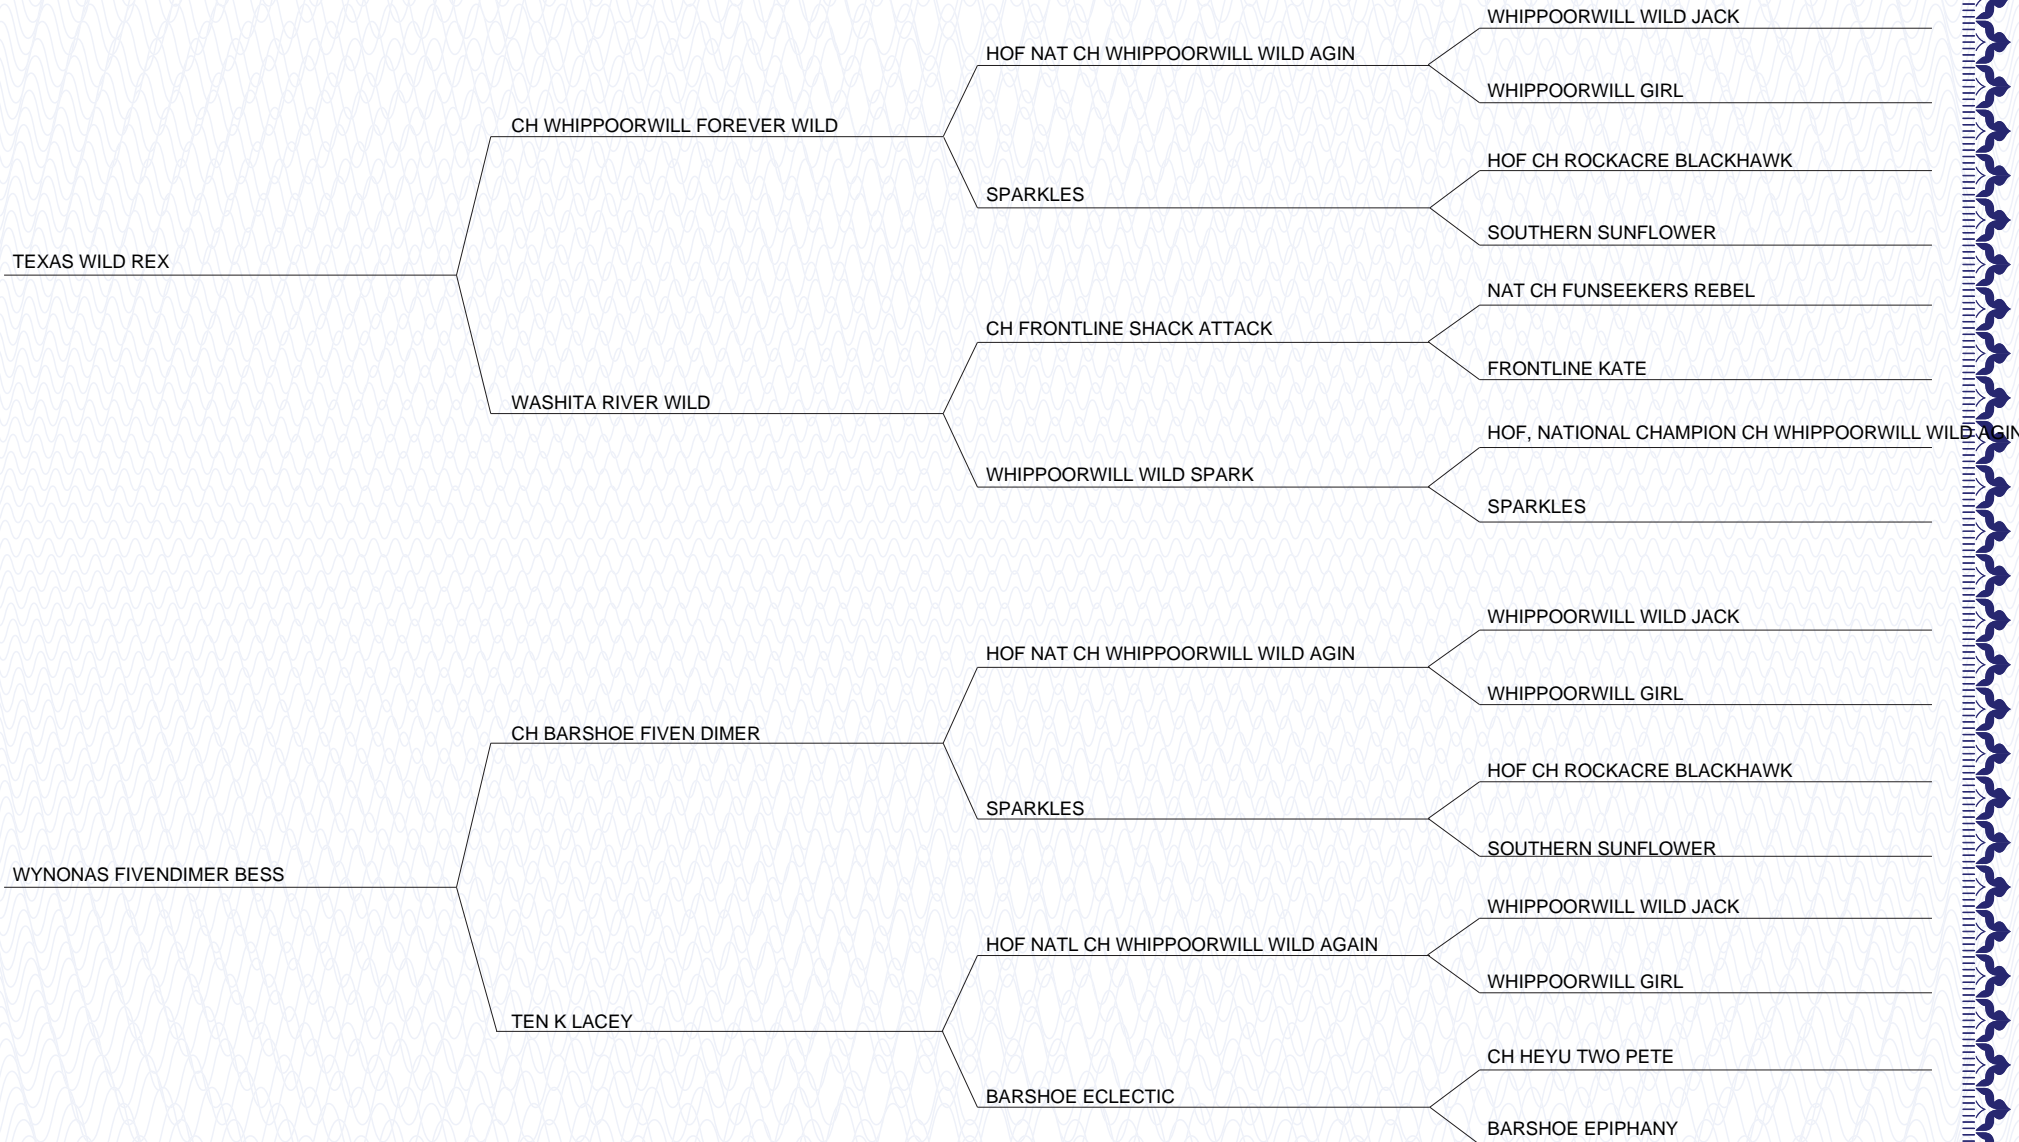 WHIPPOORWILL WILD JACK
HOF NAT CH WHIPPOORWILL WILD AGIN
WHIPPOORWILL GIRL
CH WHIPPOORWILL FOREVER WILD
HOF CH ROCKACRE BLACKHAWK
SPARKLES
SOUTHERN SUNFLOWER
TEXAS WILD REX
NAT CH FUNSEEKERS REBEL
CH FRONTLINE SHACK ATTACK
FRONTLINE KATE
WASHITA RIVER WILD
HOF, NATIONAL CHAMPION CH WHIPPOORWILL WILD AGIN
WHIPPOORWILL WILD SPARK
SPARKLES
WHIPPOORWILL WILD JACK
HOF NAT CH WHIPPOORWILL WILD AGIN
WHIPPOORWILL GIRL
CH BARSHOE FIVEN DIMER
HOF CH ROCKACRE BLACKHAWK
SPARKLES
SOUTHERN SUNFLOWER
WYNONAS FIVENDIMER BESS
WHIPPOORWILL WILD JACK
HOF NATL CH WHIPPOORWILL WILD AGAIN
WHIPPOORWILL GIRL
TEN K LACEY
CH HEYU TWO PETE
BARSHOE ECLECTIC
BARSHOE EPIPHANY